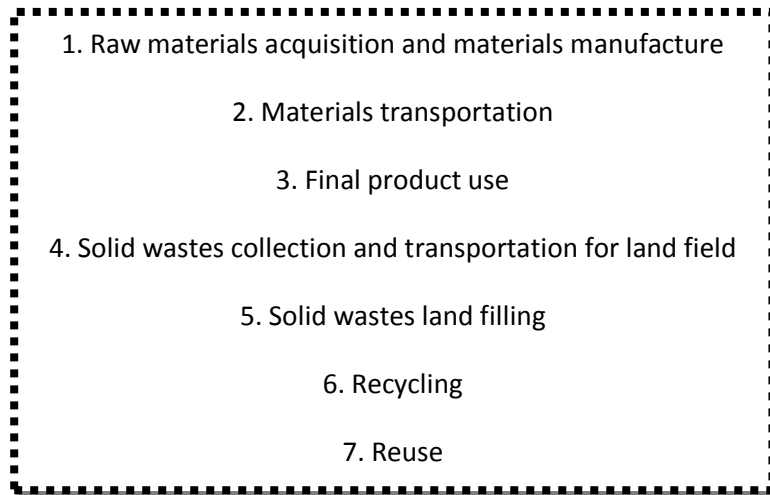 1. Raw materials acquisition and materials manufacture
2. Materials transportation
3. Final product use
4. Solid wastes collection and transportation for land field
5. Solid wastes land filling
6. Recycling
7. Reuse